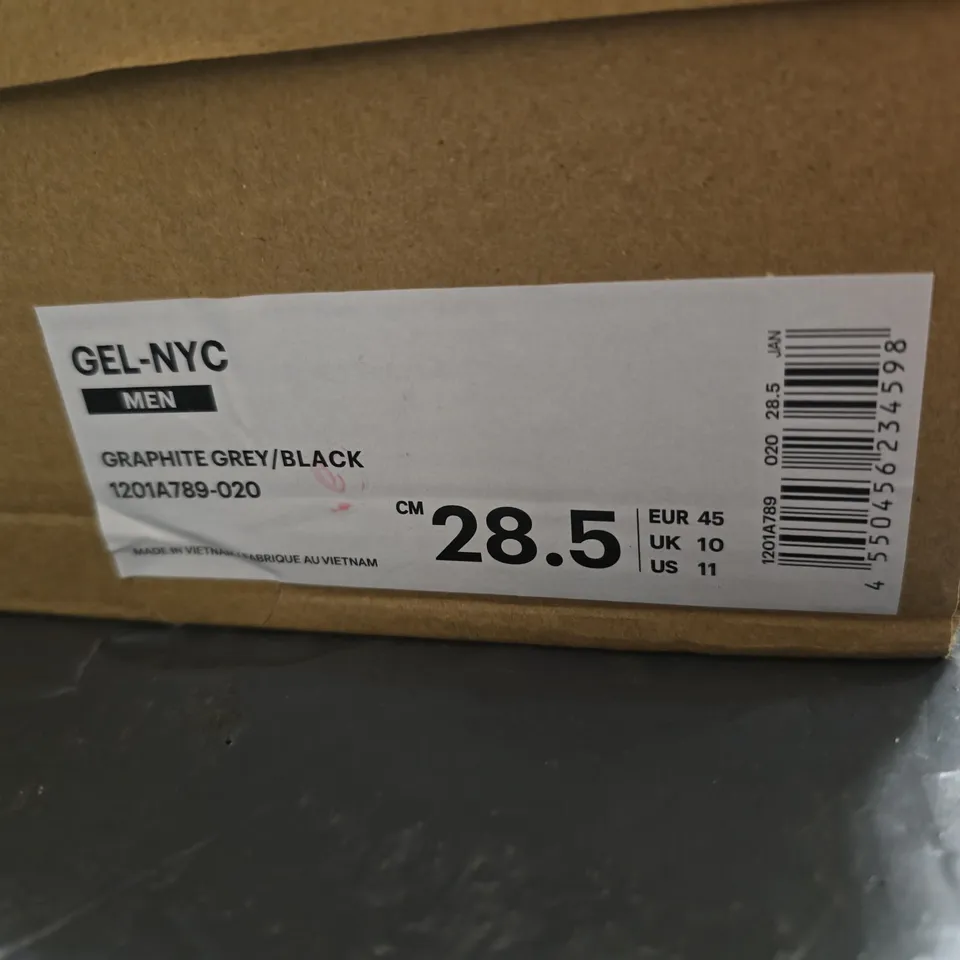 GEL-NYC
MEN
GRAPHITE GREY/BLACK
1201A789-020
MADE IN VIETNAM/FABRIQUE AU VIETNAM
CM 28.5
EUR 45
UK 10
US 11
1201A789 020 28.5 JAN
4 550456 234598